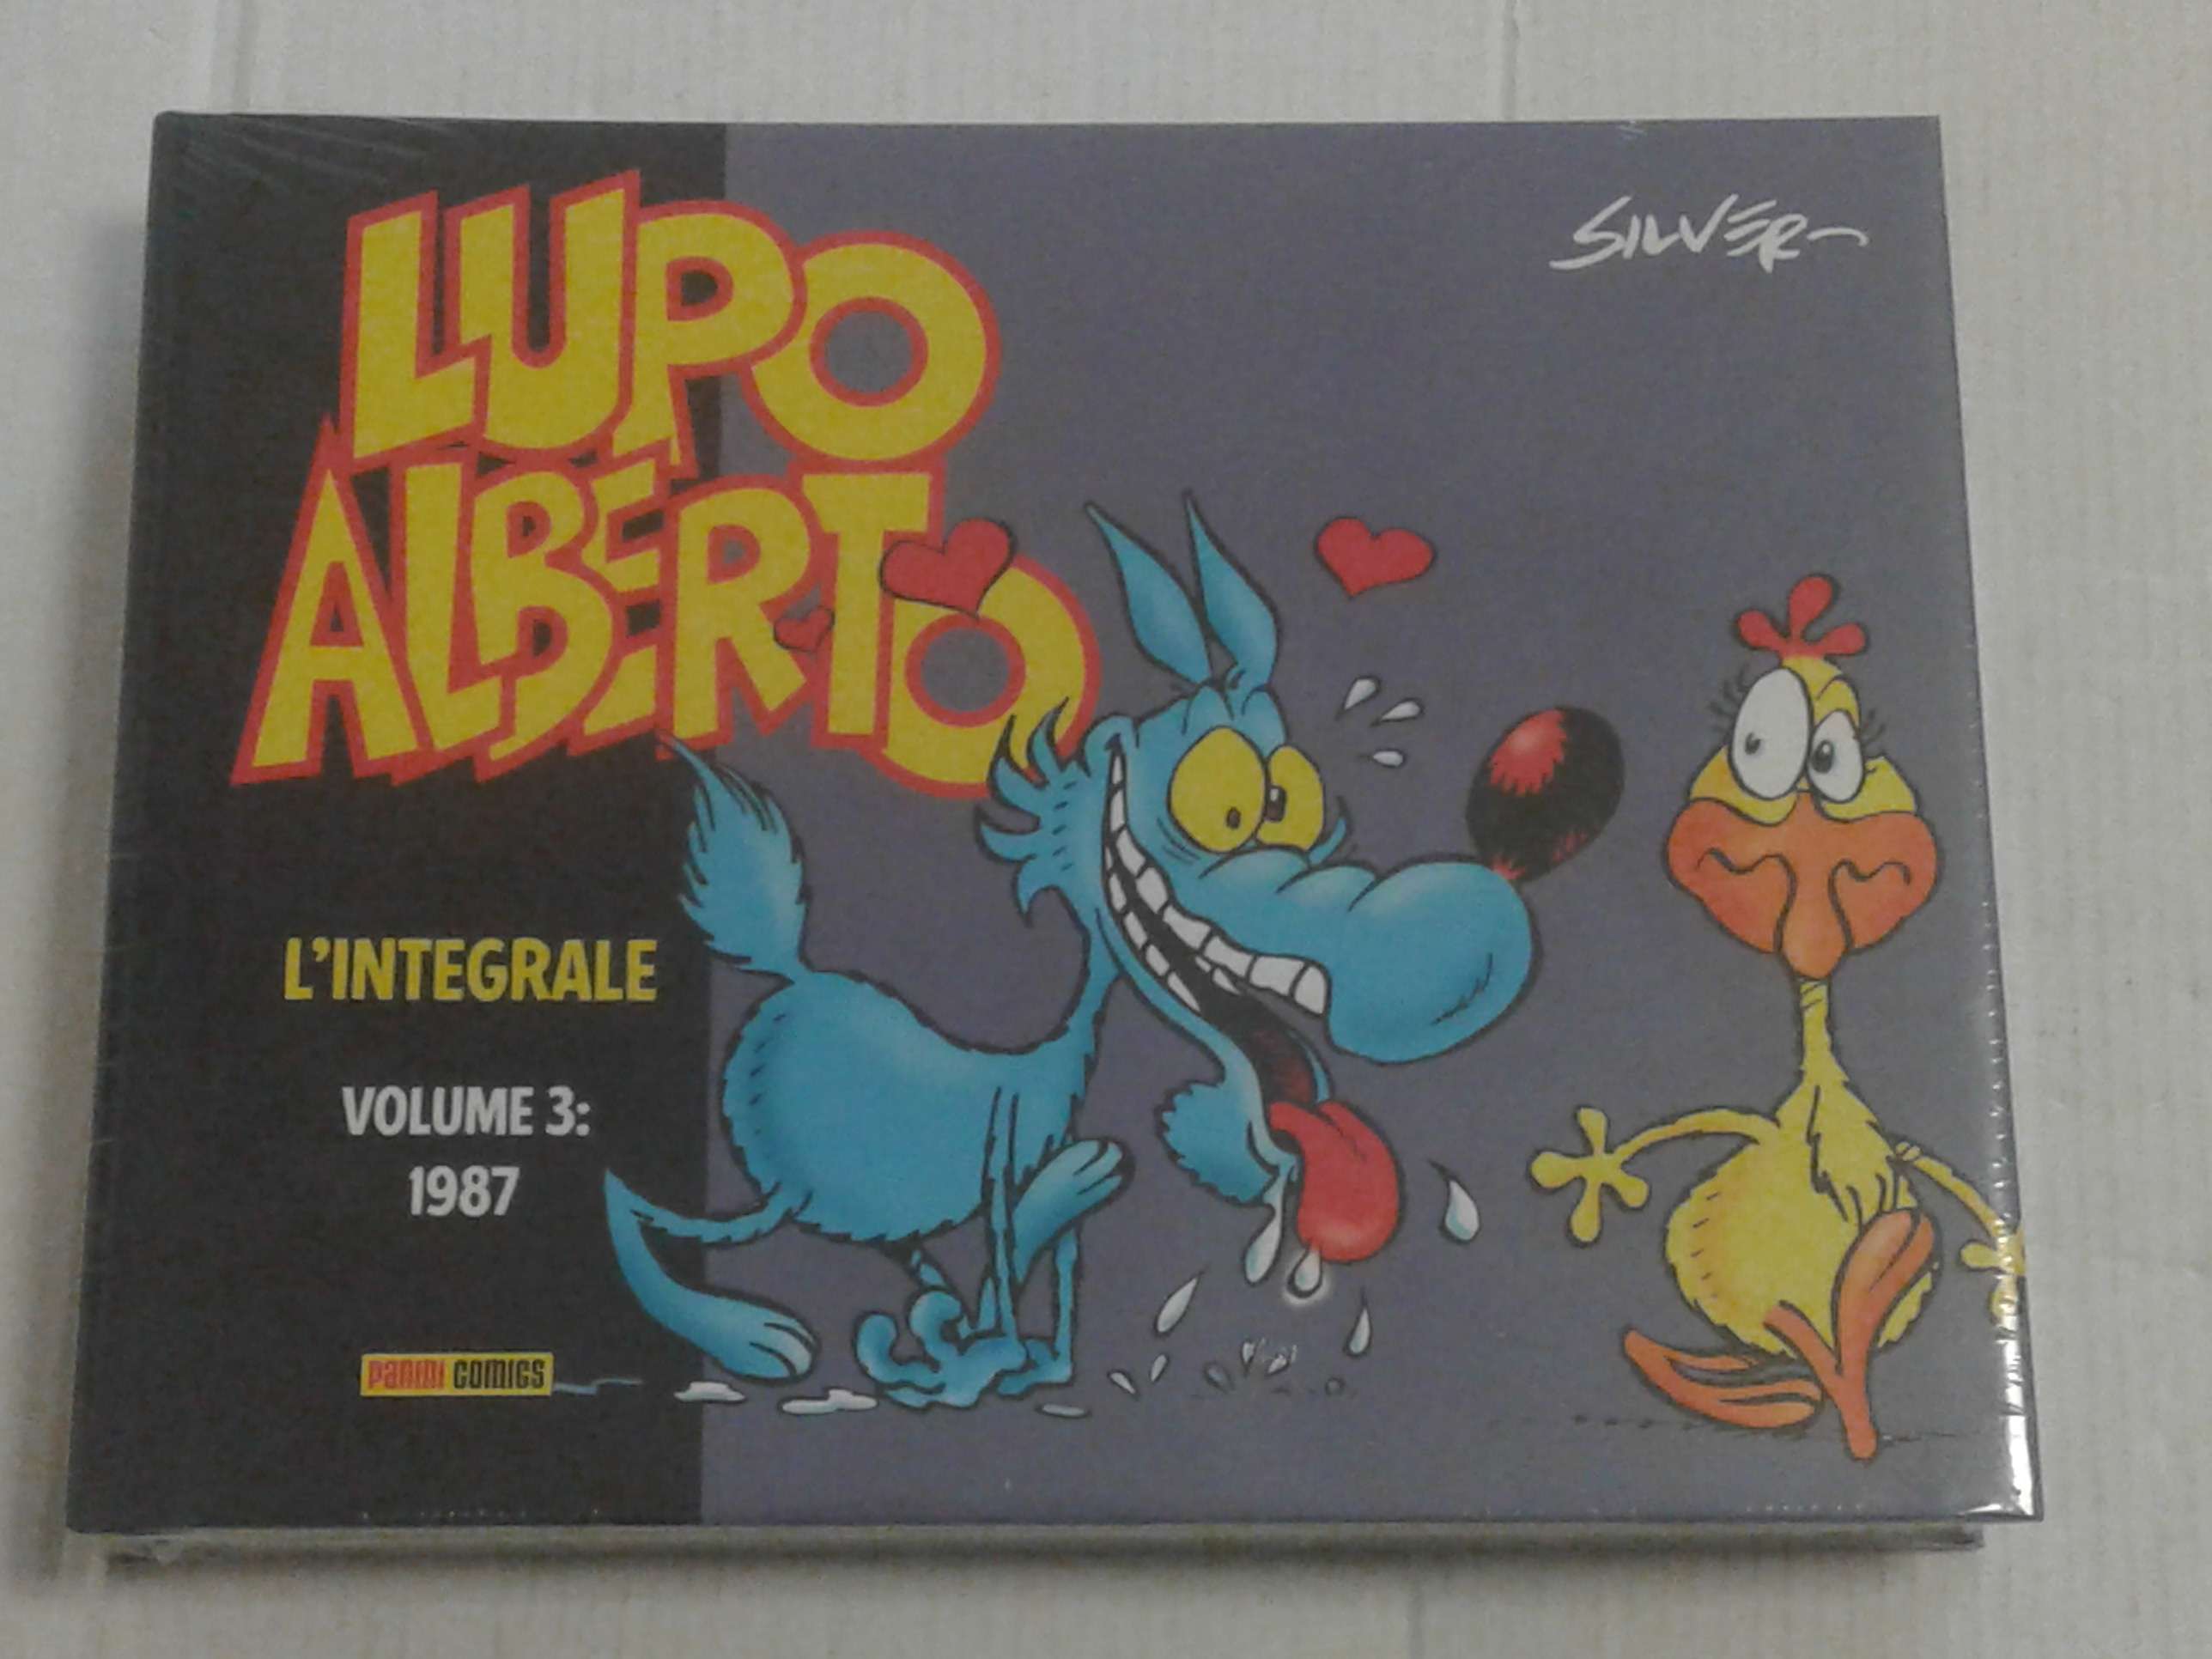 LUPO
ALBERTO
SILVER
L'INTEGRALE
VOLUME 3:
1987
PANINI COMICS